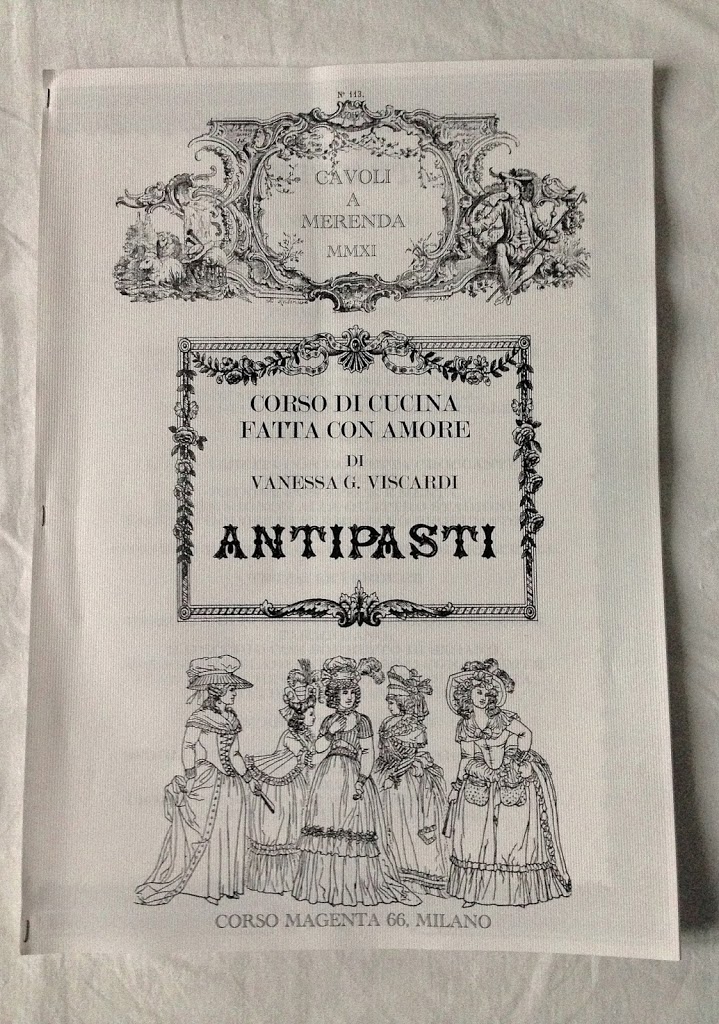 Nº 113.
CAVOLI
A
MERENDA
MMXI
CORSO DI CUCINA
FATTA CON AMORE
DI
VANESSA G. VISCARDI
ANTIPASTI
CORSO MAGENTA 66, MILANO